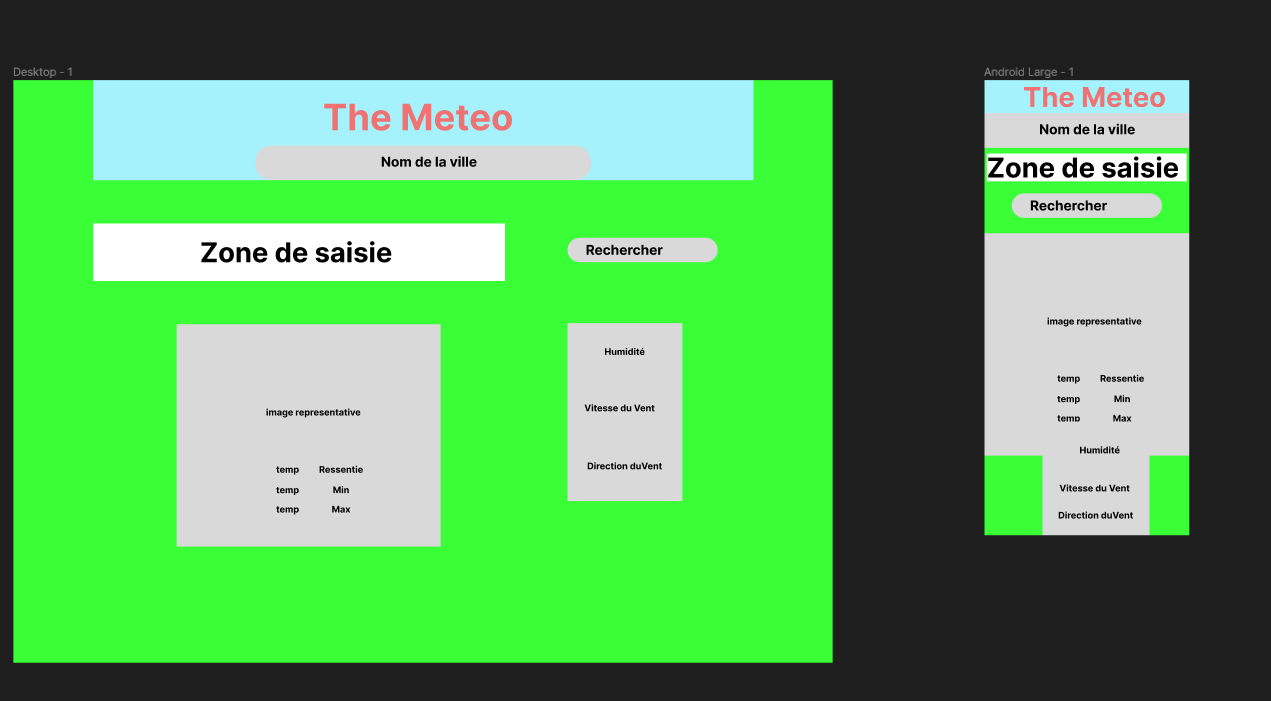 Desktop - 1
The Meteo
Nom de la ville
Zone de saisie
Rechercher
image representative
temp Ressentie
temp Min
temp Max
Humidité
Vitesse du Vent
Direction duVent
Android Large - 1
The Meteo
Nom de la ville
Zone de saisie
Rechercher
image representative
temp Ressentie
temp Min
temp Max
Humidité
Vitesse du Vent
Direction duVent